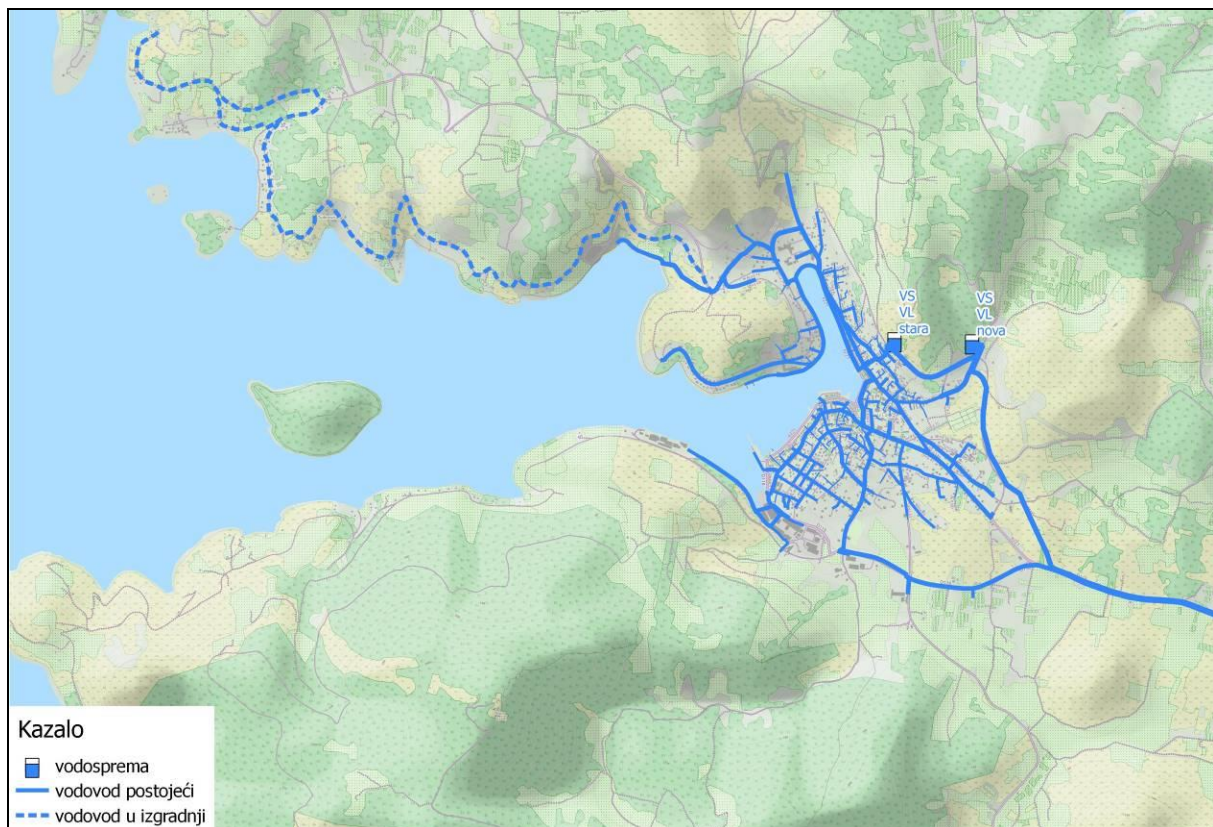 VS
VL
stara
VS
VL
nova
Kazalo
vodosprema
vodovod postojeći
vodovod u izgradnji